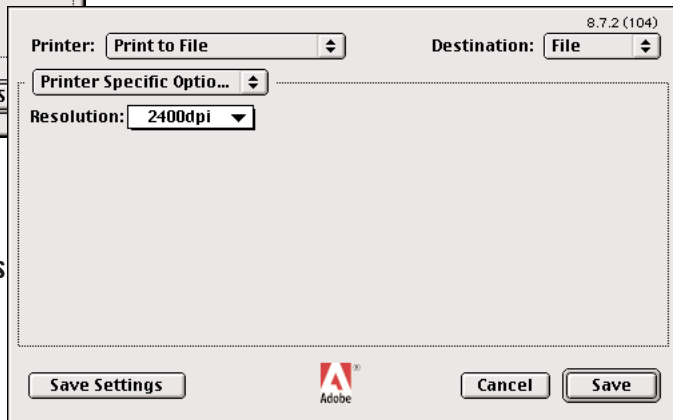 8.7.2 (104)
Printer: Print to File Destination: File
Printer Specific Optio...
Resolution: 2400dpi
S
S
Save Settings Adobe ® Cancel Save